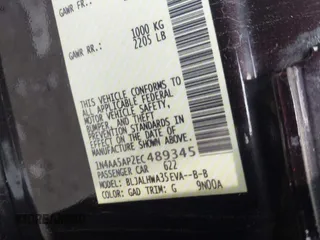 GAWR FR.:
1000 KG
GAWR RR.: 2205 LB
THIS VEHICLE CONFORMS TO
ALL APPLICABLE FEDERAL
MOTOR VEHICLE SAFETY,
BUMPER, AND THEFT
PREVENTION STANDARDS IN
EFFECT ON THE DATE OF
MANUFACTURE SHOWN ABOVE.
1N4AA5AP2EC489345
PASSENGER CAR 622
MODEL: BLJALHWA35EVA--B-B
COLOR: GAD TRIM: G 9N00A